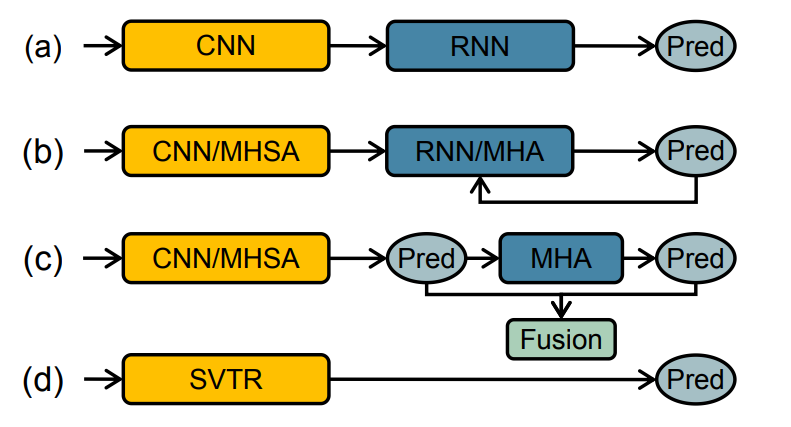 (a) CNN RNN Pred
(b) CNN/MHSA RNN/MHA Pred
(c) CNN/MHSA Pred MHA Pred
Fusion
(d) SVTR Pred